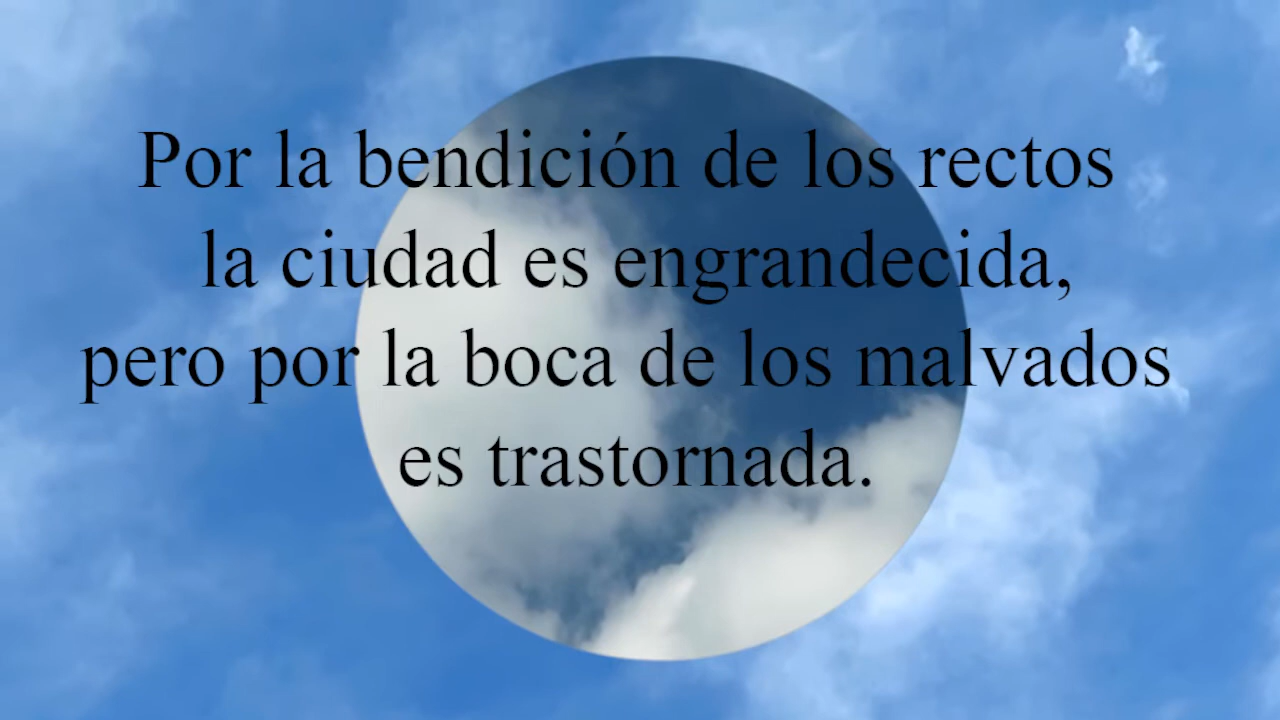 Por la bendición de los rectos
la ciudad es engrandecida,
pero por la boca de los malvados
es trastornada.